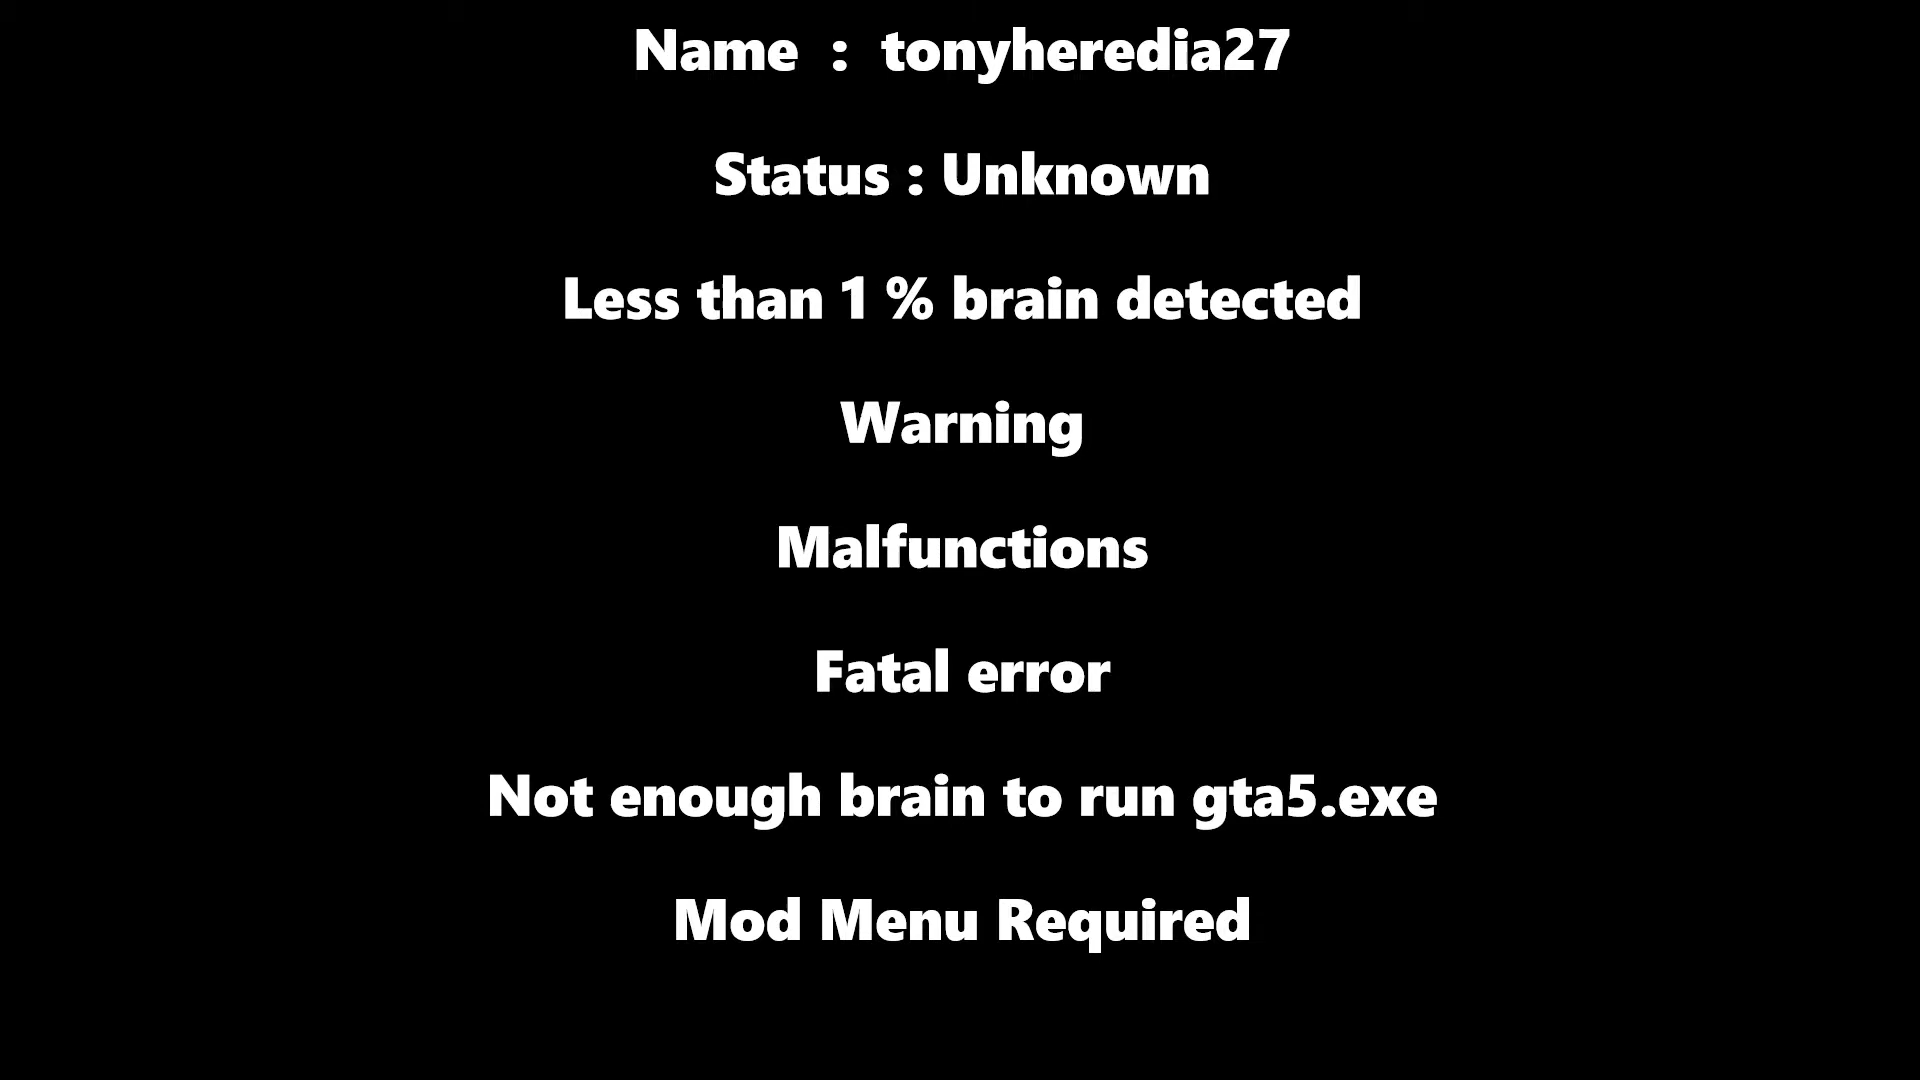 Name  :  tonyheredia27
Status : Unknown
Less than 1 % brain detected
Warning
Malfunctions
Fatal error
Not enough brain to run gta5.exe
Mod Menu Required